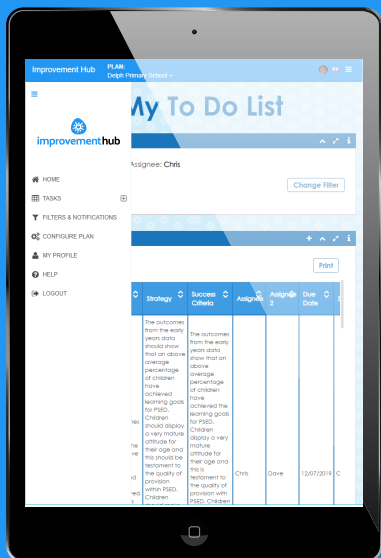 Improvement Hub
PLAN:
Delph Primary School
My To Do List
improvementhub
Assignee: Chris
Change Filter
HOME
TASKS
FILTERS & NOTIFICATIONS
CONFIGURE PLAN
MY PROFILE
HELP
LOGOUT
Print
Strategy
Success Criteria
Assignee
Assignee 2
Due Date
The outcomes
from the early
years data
should show
that an above
average
percentage
of children
have
achieved
learning goals
for PSED.
Children
should display
a very mature
attitude for
their age and
this should be
testament to
the quality of
provision
within PSED.
Children
The outcomes
from the early
years data
show that an
above
average
percentage
of children
have
achieved the
learning goals
for PSED.
Children
display a very
mature
attitude for
their age and
this is
testament to
the quality of
provision with
PSED. Children
Chris
Dave
12/07/2019
C